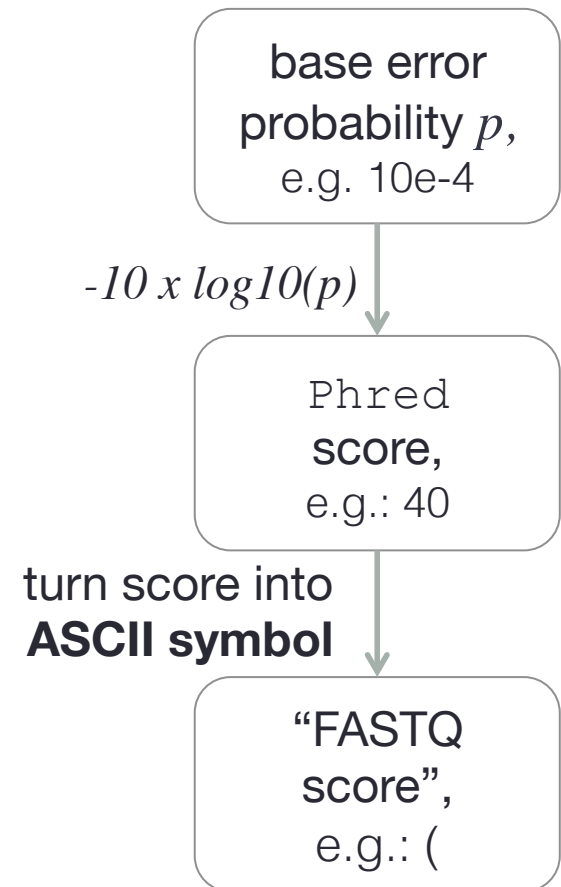 base error
probability p,
e.g. 10e-4
-10 x log10(p)
Phred
score,
e.g.: 40
turn score into
ASCII symbol
“FASTQ
score”,
e.g.: (